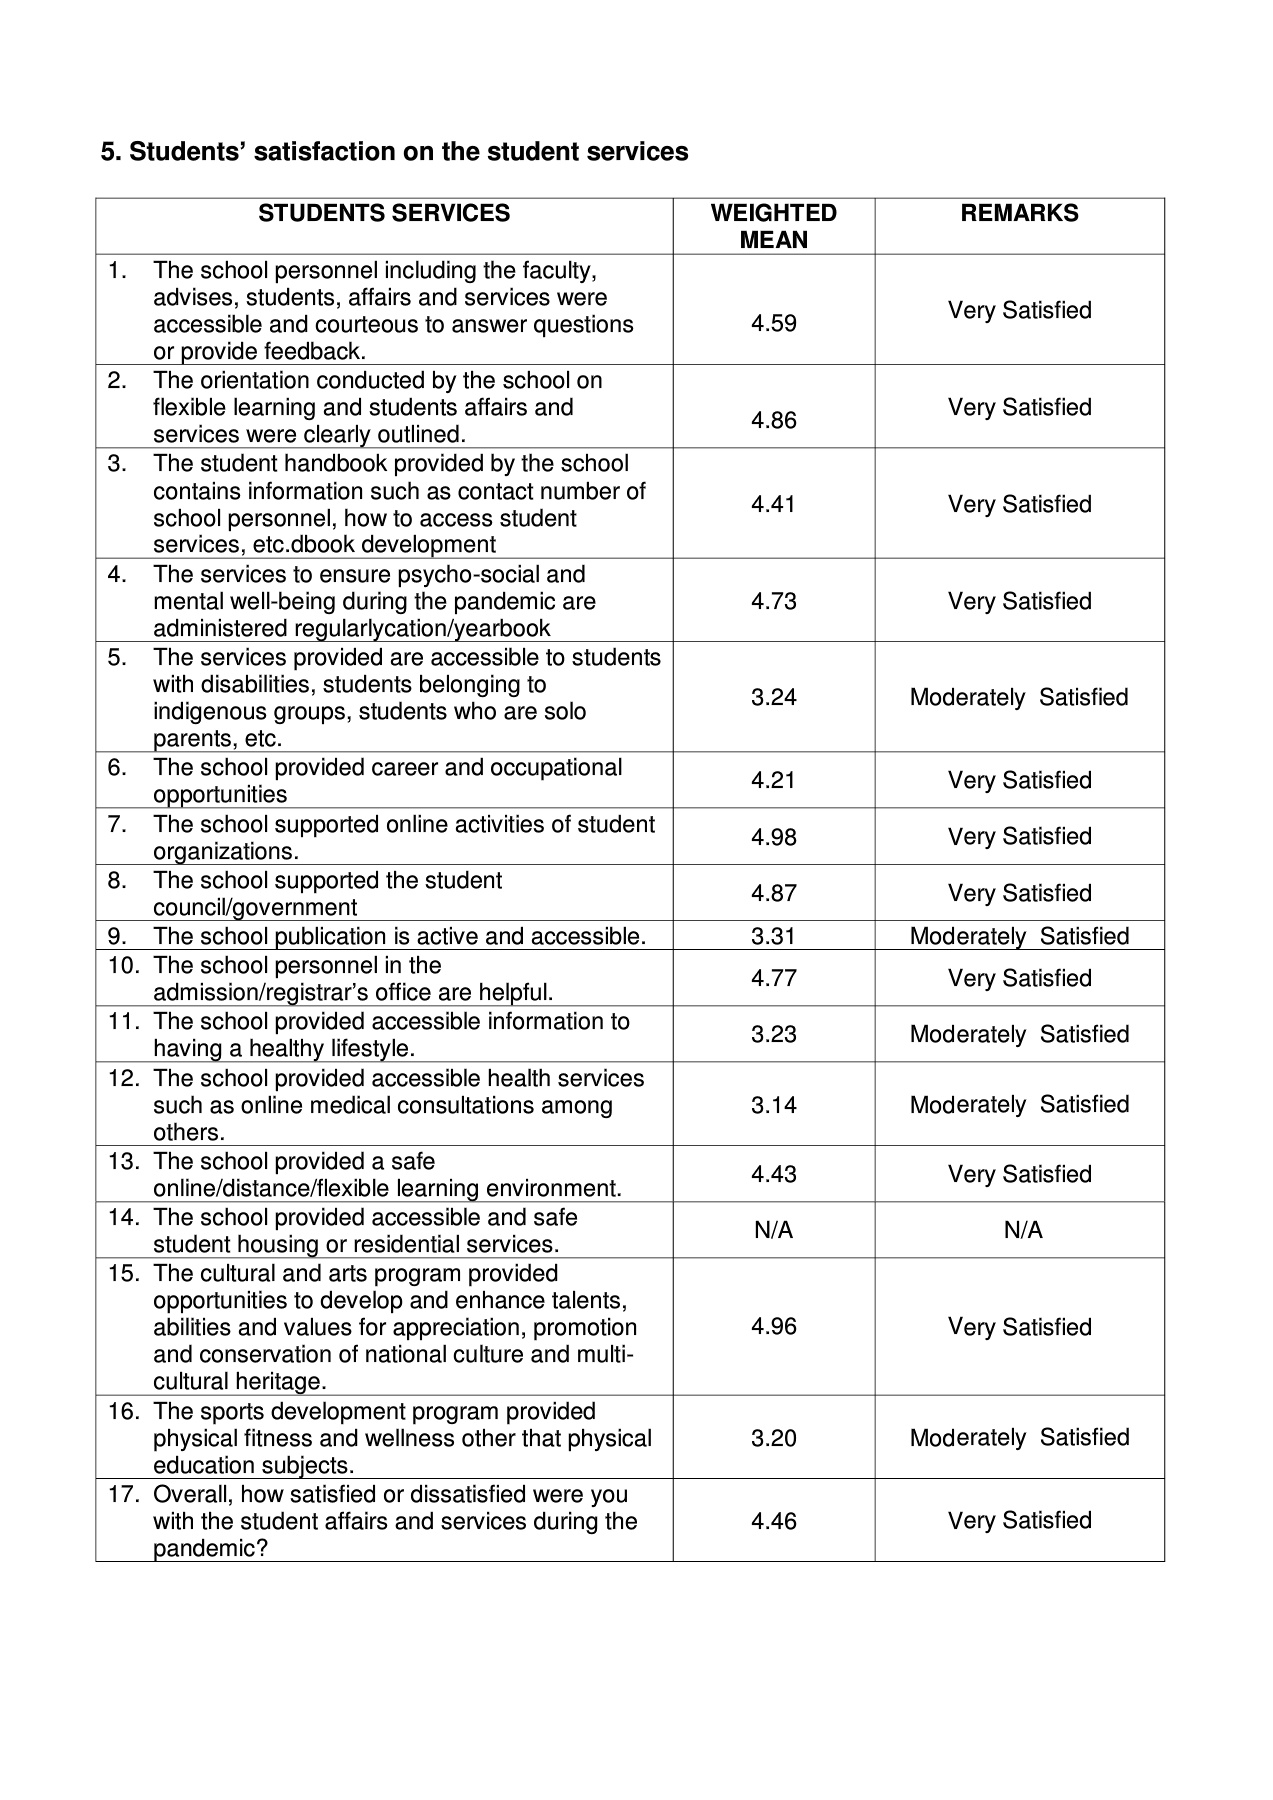 5. Students’ satisfaction on the student services
STUDENTS SERVICES
WEIGHTED
MEAN
REMARKS
1. The school personnel including the faculty,
advises, students, affairs and services were
accessible and courteous to answer questions
or provide feedback.
4.59
Very Satisfied
2. The orientation conducted by the school on
flexible learning and students affairs and
services were clearly outlined.
4.86
Very Satisfied
3. The student handbook provided by the school
contains information such as contact number of
school personnel, how to access student
services, etc.dbook development
4.41
Very Satisfied
4. The services to ensure psycho-social and
mental well-being during the pandemic are
administered regularlycation/yearbook
4.73
Very Satisfied
5. The services provided are accessible to students
with disabilities, students belonging to
indigenous groups, students who are solo
parents, etc.
3.24
Moderately Satisfied
6. The school provided career and occupational
opportunities
4.21
Very Satisfied
7. The school supported online activities of student
organizations.
4.98
Very Satisfied
8. The school supported the student
council/government
4.87
Very Satisfied
9. The school publication is active and accessible.
3.31
Moderately Satisfied
10. The school personnel in the
admission/registrar’s office are helpful.
4.77
Very Satisfied
11. The school provided accessible information to
having a healthy lifestyle.
3.23
Moderately Satisfied
12. The school provided accessible health services
such as online medical consultations among
others.
3.14
Moderately Satisfied
13. The school provided a safe
online/distance/flexible learning environment.
4.43
Very Satisfied
14. The school provided accessible and safe
student housing or residential services.
N/A
N/A
15. The cultural and arts program provided
opportunities to develop and enhance talents,
abilities and values for appreciation, promotion
and conservation of national culture and multi-
cultural heritage.
4.96
Very Satisfied
16. The sports development program provided
physical fitness and wellness other that physical
education subjects.
3.20
Moderately Satisfied
17. Overall, how satisfied or dissatisfied were you
with the student affairs and services during the
pandemic?
4.46
Very Satisfied